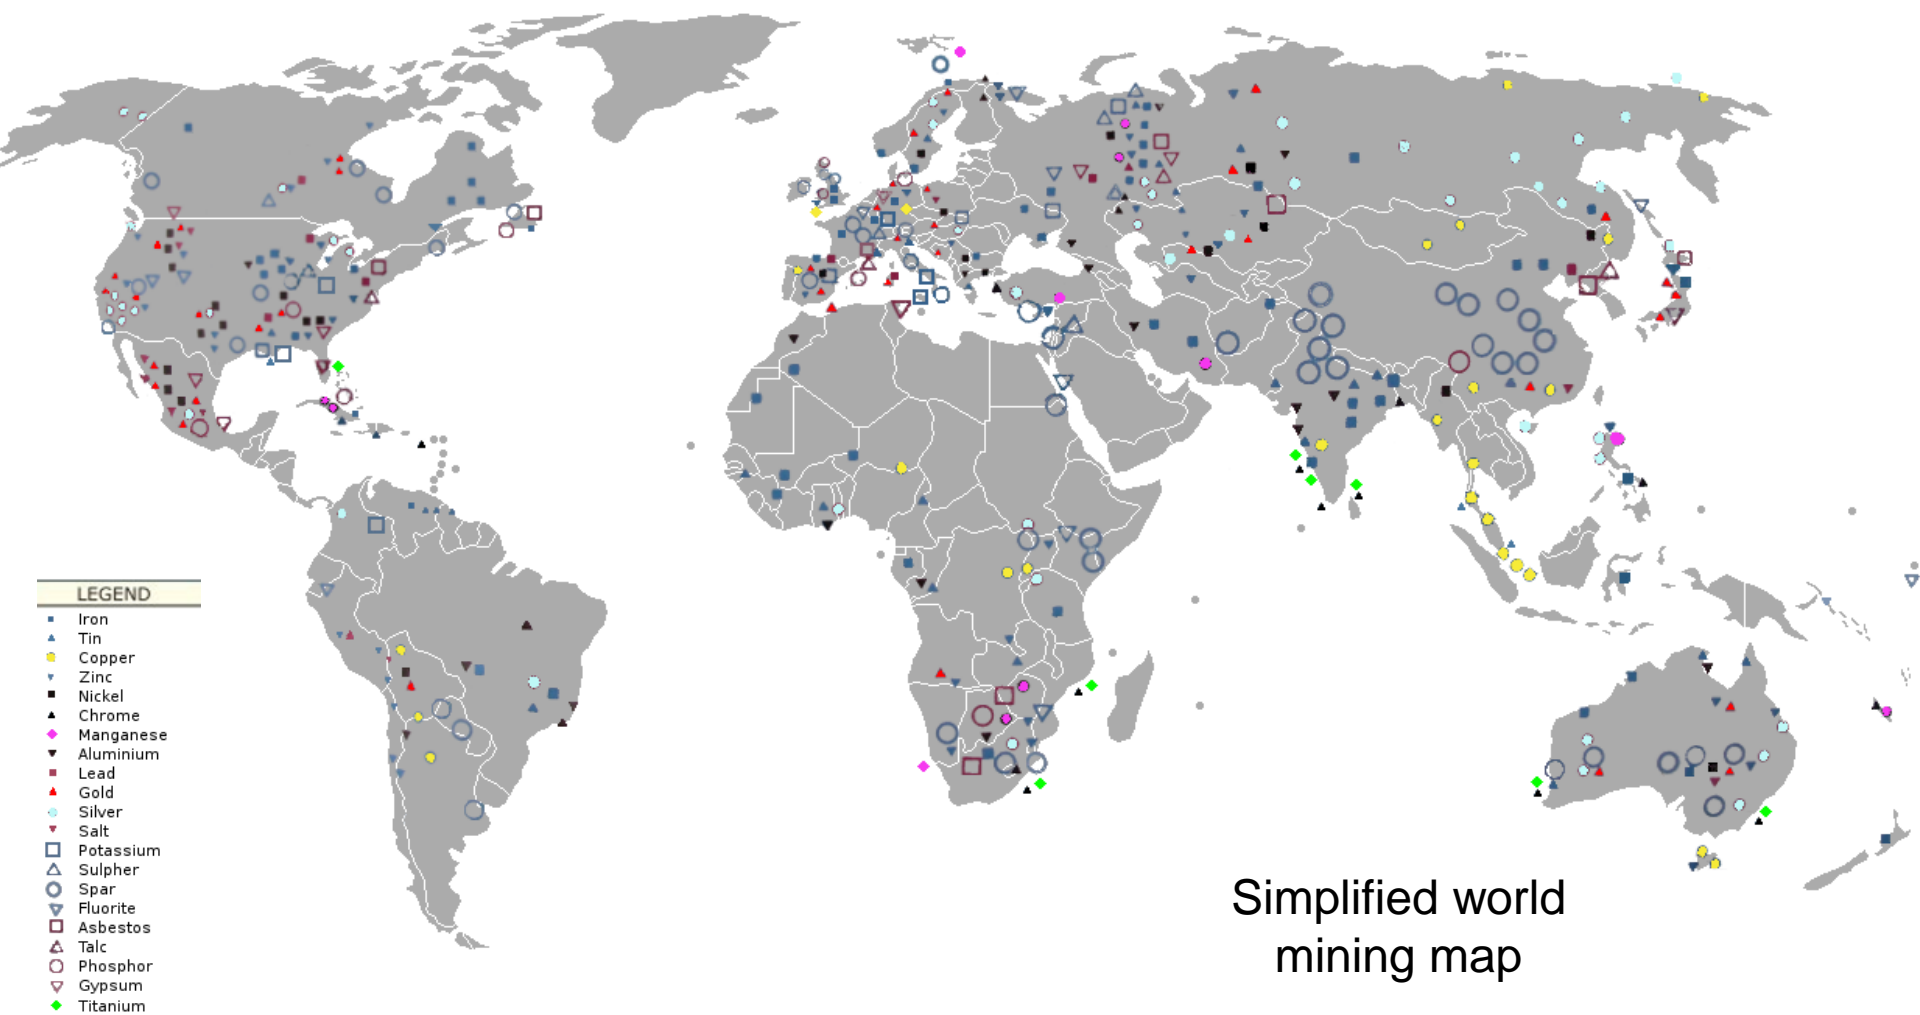 LEGEND
Iron
Tin
Copper
Zinc
Nickel
Chrome
Manganese
Aluminium
Lead
Gold
Silver
Salt
Potassium
Sulpher
Spar
Fluorite
Asbestos
Talc
Phosphor
Gypsum
Titanium
Simplified world
mining map